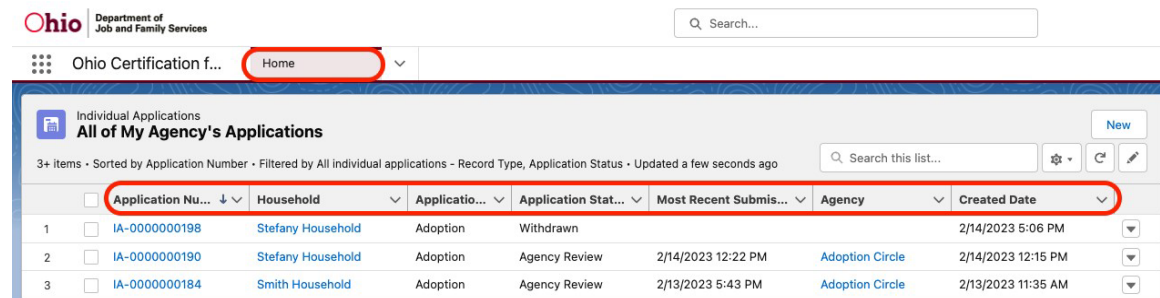 Ohio Department of
Job and Family Services
Search...
Ohio Certification f... Home
Individual Applications
All of My Agency's Applications
New
3+ items • Sorted by Application Number • Filtered by All individual applications - Record Type, Application Status • Updated a few seconds ago
Search this list...
Application Nu... Household Applicatio... Application Stat... Most Recent Submis... Agency Created Date
1 IA-0000000198 Stefany Household Adoption Withdrawn 2/14/2023 5:06 PM
2 IA-0000000190 Stefany Household Adoption Agency Review 2/14/2023 12:22 PM Adoption Circle 2/14/2023 12:15 PM
3 IA-0000000184 Smith Household Adoption Agency Review 2/13/2023 5:43 PM Adoption Circle 2/13/2023 11:35 AM